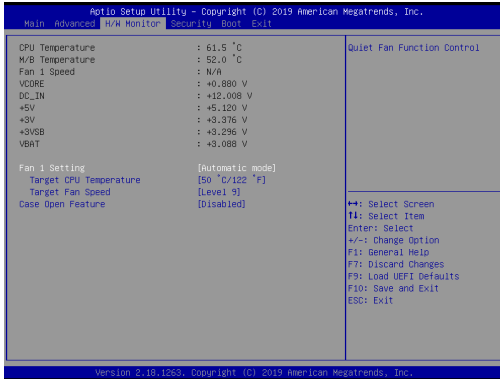 Aptio Setup Utility – Copyright (C) 2019 American Megatrends, Inc.
Main Advanced H/W Monitor Security Boot Exit
CPU Temperature : 61.5 °C
M/B Temperature : 52.0 °C
Fan 1 Speed : N/A
VCORE : +0.880 V
DC_IN : +12.008 V
+5V : +5.120 V
+3V : +3.376 V
+3VSB : +3.296 V
VBAT : +3.088 V
Fan 1 Setting [Automatic mode]
Target CPU Temperature [50 °C/122 °F]
Target Fan Speed [Level 9]
Case Open Feature [Disabled]
Quiet Fan Function Control
↔: Select Screen
↑↓: Select Item
Enter: Select
+/-: Change Option
F1: General Help
F7: Discard Changes
F9: Load UEFI Defaults
F10: Save and Exit
ESC: Exit
Version 2.18.1263. Copyright (C) 2019 American Megatrends, Inc.